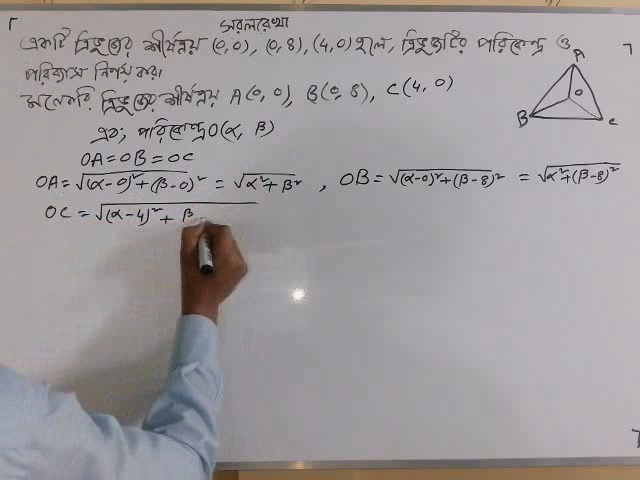 সরলরেখা
একটি ত্রিভুজের শীর্ষত্রয় (0,0), (0,8), (4,0) হলে, ত্রিভুজটির পরিকেন্দ্র ও
পরিব্যাস নির্ণয় কর।
মনেকরি ত্রিভুজের শীর্ষত্রয় A(0,0), B(0,8), C(4,0)
এবং পরিকেন্দ্র O(α, β)
OA=OB=OC
OA=√(α-0)²+(β-0)² = √α²+β² , OB=√(α-0)²+(β-8)² = √α²+(β-8)²
OC = √(α-4)²+ β
A
O
B
C